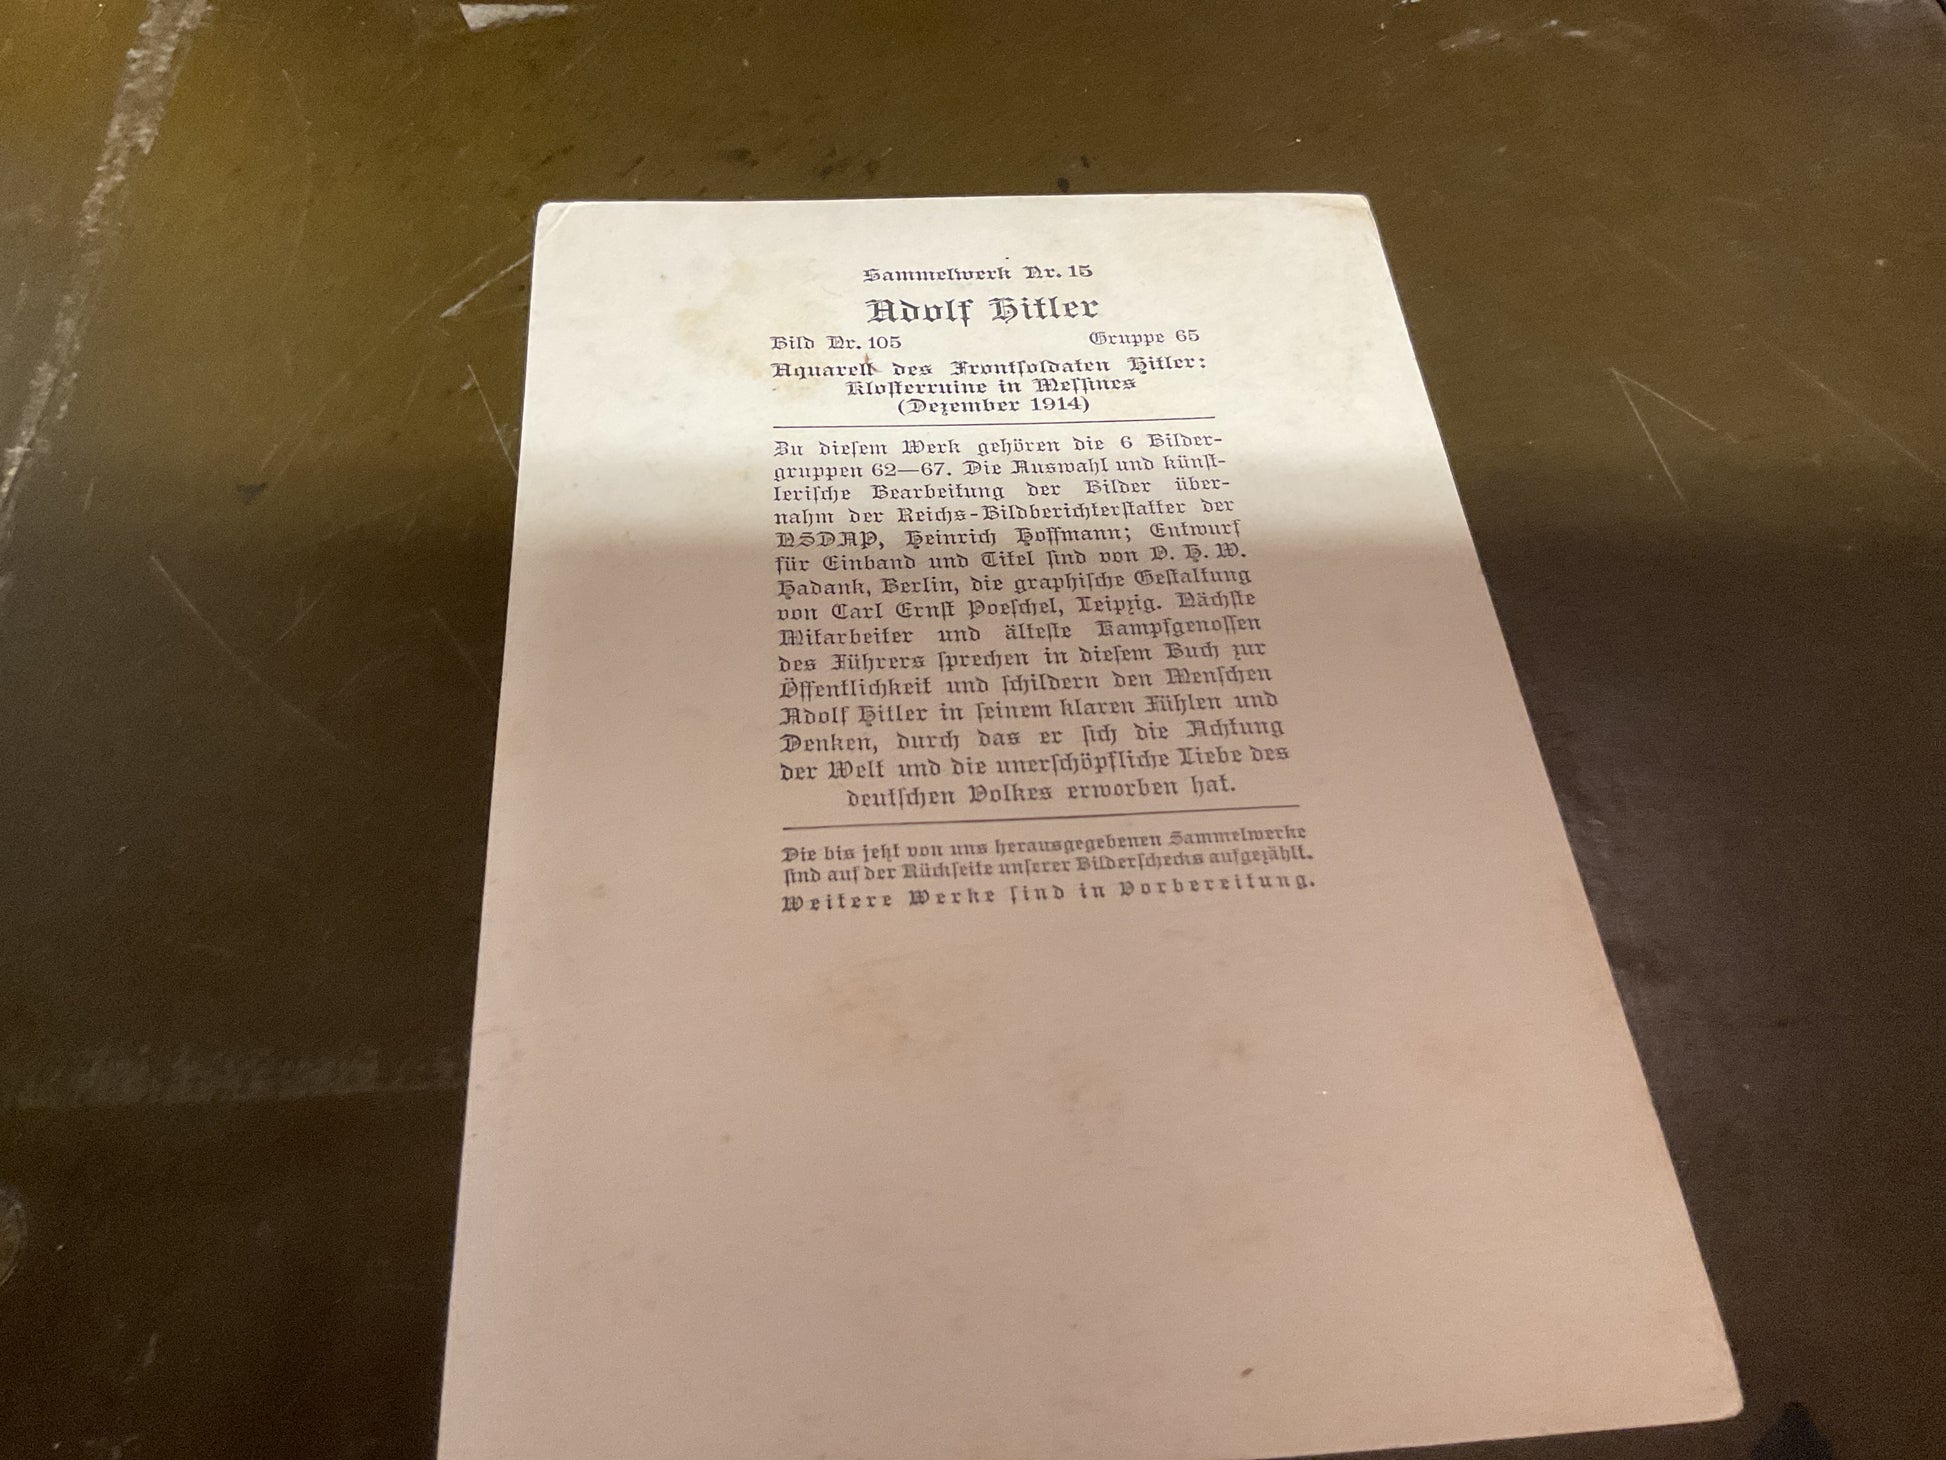 Sammelwerk Nr. 15
Adolf Hitler
Bild Nr. 105 Gruppe 65
Aquarell des Frontsoldaten Hitler:
Klosterruine in Messines
(Dezember 1914)
Zu diesem Werk gehören die 6 Bilder-
gruppen 62—67. Die Auswahl und künst-
lerische Bearbeitung der Bilder über-
nahm der Reichs-Bildberichterstatter der
NSDAP, Heinrich Hoffmann; Entwurf
für Einband und Titel sind von O. H. W.
Hadank, Berlin, die graphische Gestaltung
von Carl Ernst Poeschel, Leipzig. Nächste
Mitarbeiter und älteste Kampfgenossen
des Führers sprechen in diesem Buch zur
Öffentlichkeit und schildern den Menschen
Adolf Hitler in seinem klaren Fühlen und
Denken, durch das er sich die Achtung
der Welt und die unerschöpfliche Liebe des
deutschen Volkes erworben hat.
Die bis jetzt von uns herausgegebenen Sammelwerke
sind auf der Rückseite unserer Bilderschecks aufgezählt.
Weitere Werke sind in Vorbereitung.